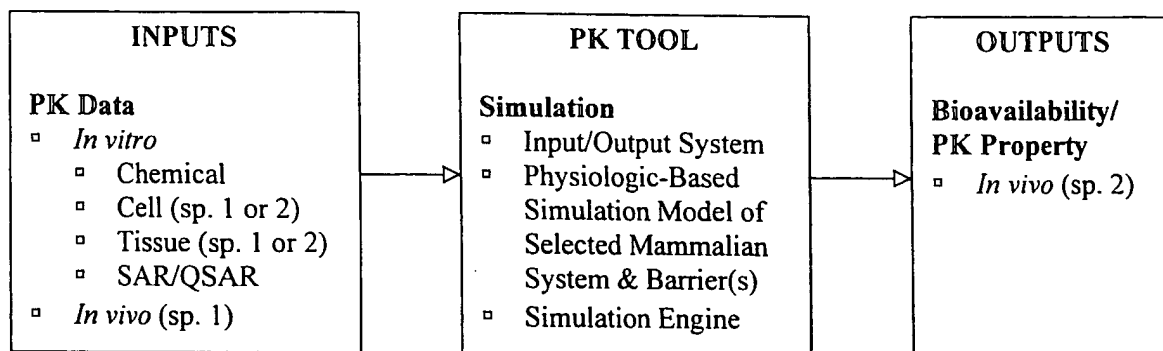 INPUTS
PK Data
▫ In vitro
▫ Chemical
▫ Cell (sp. 1 or 2)
▫ Tissue (sp. 1 or 2)
▫ SAR/QSAR
▫ In vivo (sp. 1)
PK TOOL
Simulation
▫ Input/Output System
▫ Physiologic-Based
Simulation Model of
Selected Mammalian
System & Barrier(s)
▫ Simulation Engine
OUTPUTS
Bioavailability/
PK Property
▫ In vivo (sp. 2)